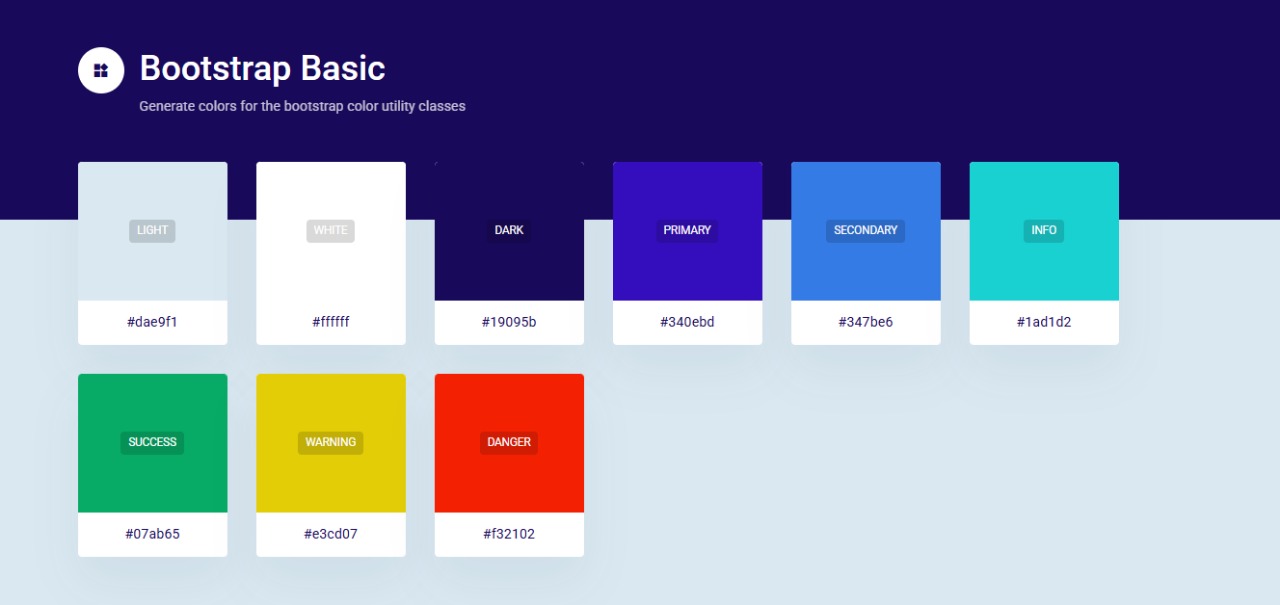 Bootstrap Basic
Generate colors for the bootstrap color utility classes
LIGHT
#dae9f1
WHITE
#ffffff
DARK
#19095b
PRIMARY
#340ebd
SECONDARY
#347be6
INFO
#1ad1d2
SUCCESS
#07ab65
WARNING
#e3cd07
DANGER
#f32102